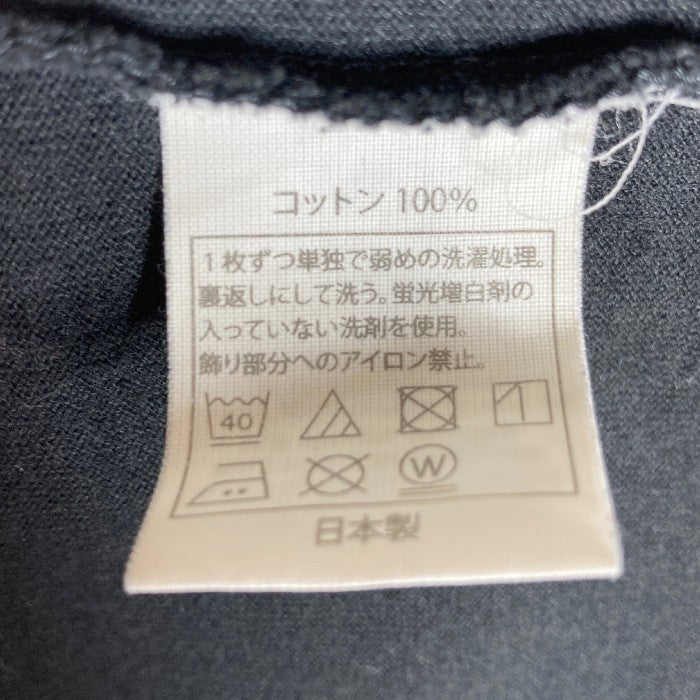 コットン 100%
1枚ずつ単独で弱めの洗濯処理。
裏返しにして洗う。蛍光増白剤の
入っていない洗剤を使用。
飾り部分へのアイロン禁止。
40
W
日本製